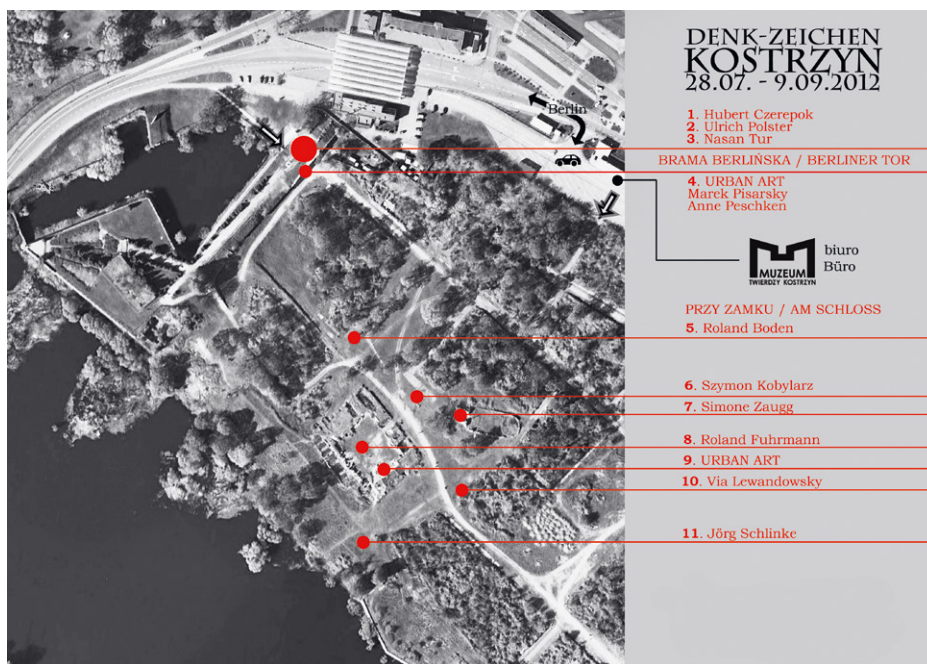 DENK-ZEICHEN
KOSTRZYN
28.07. - 9.09.2012
Berlin
1. Hubert Czerepok
2. Ulrich Polster
3. Nasan Tur
BRAMA BERLIŃSKA / BERLINER TOR
4. URBAN ART
Marek Pisarsky
Anne Peschken
MUZEUM
TWIERDZY KOSTRZYN
biuro
Büro
PRZY ZAMKU / AM SCHLOSS
5. Roland Boden
6. Szymon Kobylarz
7. Simone Zaugg
8. Roland Fuhrmann
9. URBAN ART
10. Via Lewandowsky
11. Jörg Schlinke